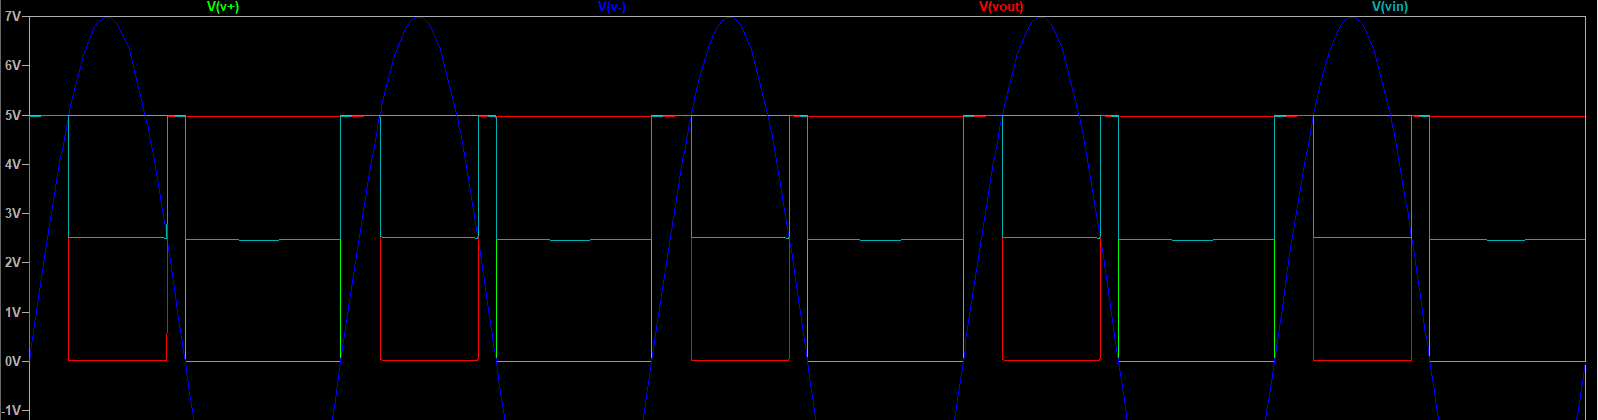 V(v+) V(v-) V(vout) V(vin)
7V
6V
5V
4V
3V
2V
1V
0V
-1V